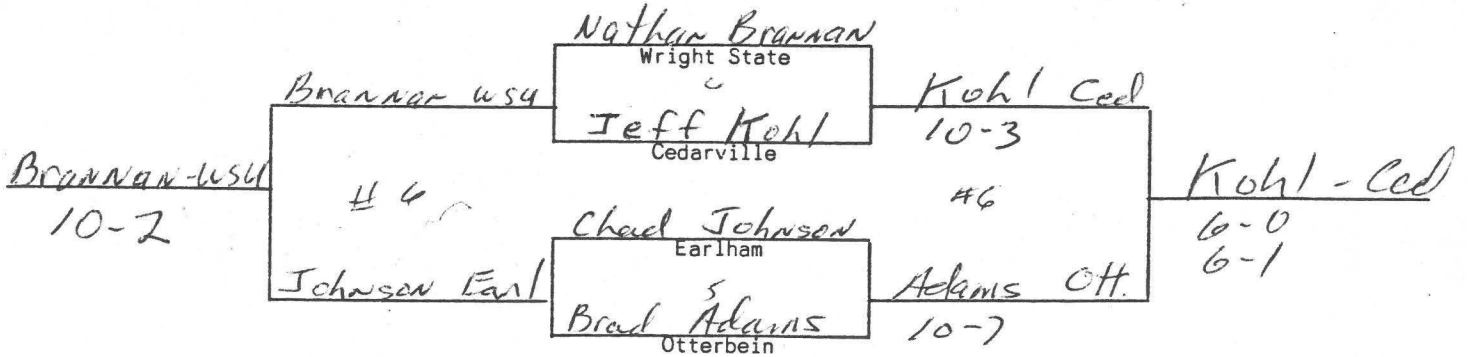 Nathan Brannan
Wright State
Brannan WSU
Kohl Ced
Jeff Kohl
10-3
Cedarville
Brannan-WSU
Kohl - Ced
# 6
#6
10-2
6-0
Chad Johnson
6-1
Earlham
Johnson Earl
Adams Ott.
5
Brad Adams
10-7
Otterbein